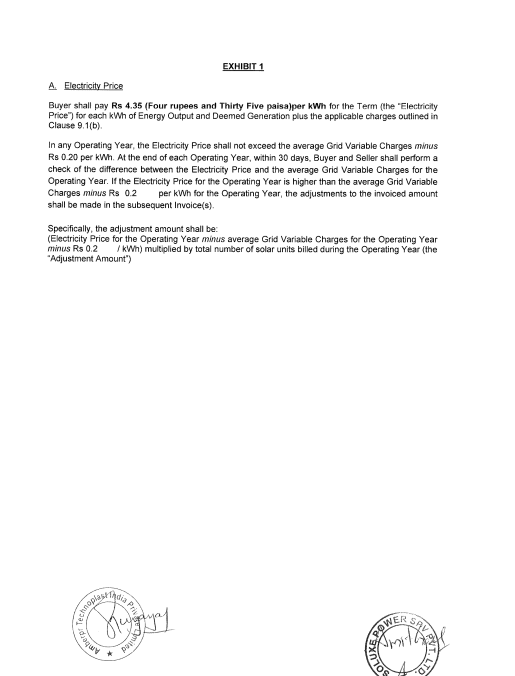 EXHIBIT 1
A. Electricity Price
Buyer shall pay Rs 4.35 (Four rupees and Thirty Five paisa)per kWh for the Term (the “Electricity
Price”) for each kWh of Energy Output and Deemed Generation plus the applicable charges outlined in
Clause 9.1(b).
In any Operating Year, the Electricity Price shall not exceed the average Grid Variable Charges minus
Rs 0.20 per kWh. At the end of each Operating Year, within 30 days, Buyer and Seller shall perform a
check of the difference between the Electricity Price and the average Grid Variable Charges for the
Operating Year. If the Electricity Price for the Operating Year is higher than the average Grid Variable
Charges minus Rs 0.2 per kWh for the Operating Year, the adjustments to the invoiced amount
shall be made in the subsequent Invoice(s).
Specifically, the adjustment amount shall be:
(Electricity Price for the Operating Year minus average Grid Variable Charges for the Operating Year
minus Rs 0.2 / kWh) multiplied by total number of solar units billed during the Operating Year (the
“Adjustment Amount”)
Technoplast India Private Limited
SOLUXE POWER SAV PVT. LTD.